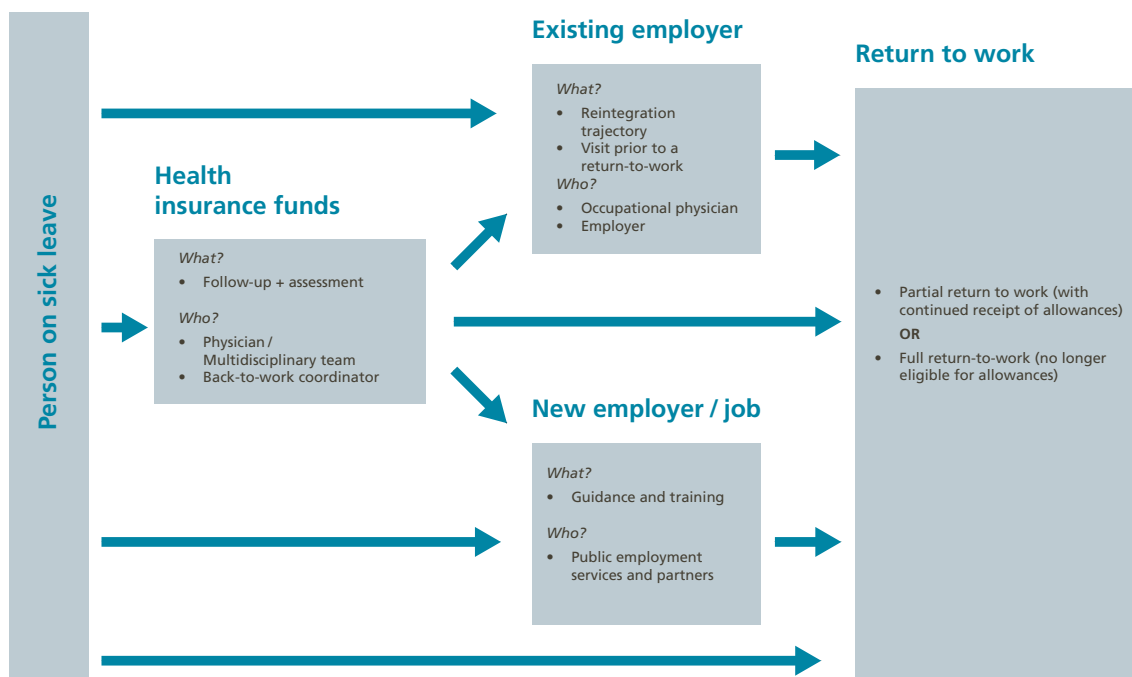 Person on sick leave
Health
insurance funds
What?
• Follow-up + assessment
Who?
• Physician /
Multidisciplinary team
• Back-to-work coordinator
Existing employer
What?
• Reintegration
trajectory
• Visit prior to a
return-to-work
Who?
• Occupational physician
• Employer
New employer / job
What?
• Guidance and training
Who?
• Public employment
services and partners
Return to work
• Partial return to work (with
continued receipt of allowances)
OR
• Full return-to-work (no longer
eligible for allowances)